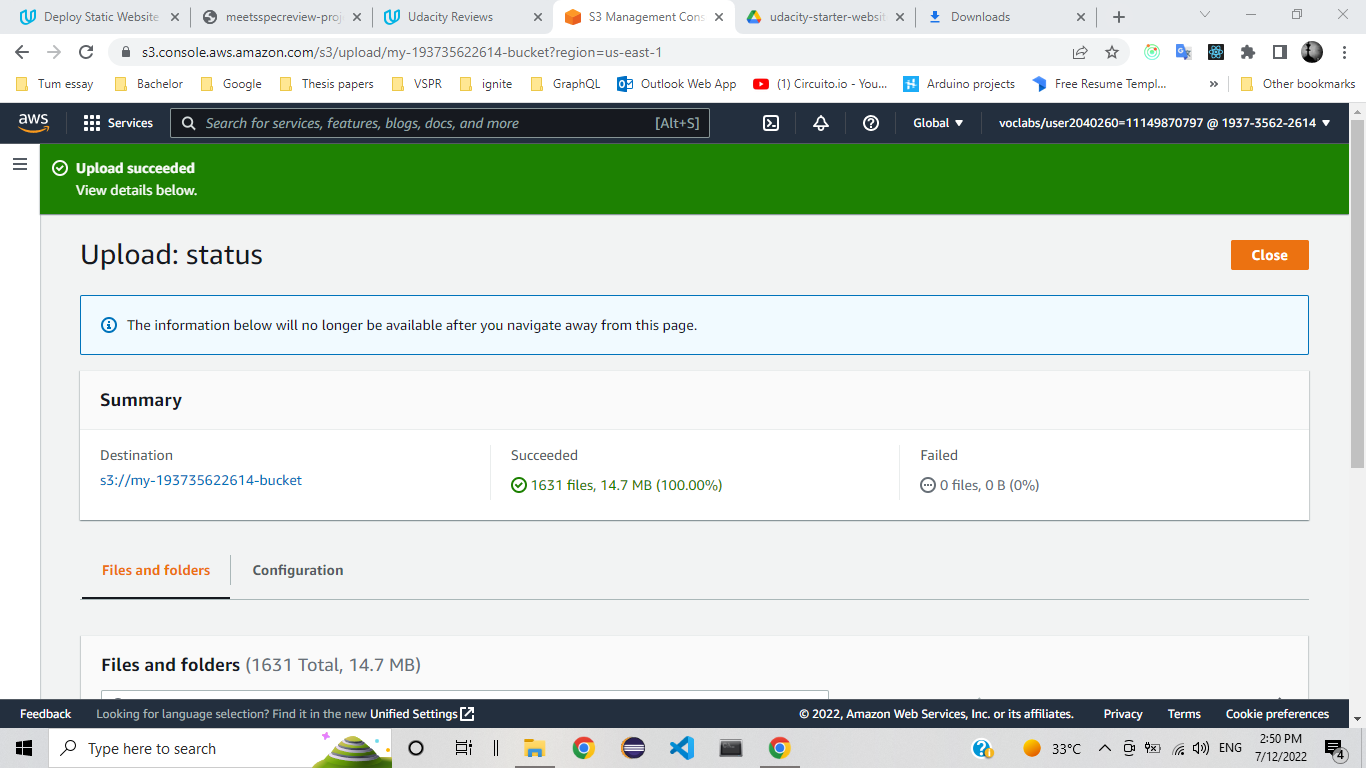 Deploy Static Website
meetsspecreview-proj
Udacity Reviews
S3 Management Cons
udacity-starter-websit
Downloads
s3.console.aws.amazon.com/s3/upload/my-193735622614-bucket?region=us-east-1
Tum essay
Bachelor
Google
Thesis papers
VSPR
ignite
GraphQL
Outlook Web App
(1) Circuito.io - You...
Arduino projects
Free Resume Templ...
»
Other bookmarks
aws
Services
Search for services, features, blogs, docs, and more
[Alt+S]
Global
voclabs/user2040260=11149870797 @ 1937-3562-2614
Upload succeeded
View details below.
Upload: status
Close
The information below will no longer be available after you navigate away from this page.
Summary
Destination
s3://my-193735622614-bucket
Succeeded
1631 files, 14.7 MB (100.00%)
Failed
0 files, 0 B (0%)
Files and folders
Configuration
Files and folders (1631 Total, 14.7 MB)
Feedback
Looking for language selection? Find it in the new Unified Settings
© 2022, Amazon Web Services, Inc. or its affiliates.
Privacy
Terms
Cookie preferences
Type here to search
33°C
ENG
2:50 PM
7/12/2022
4